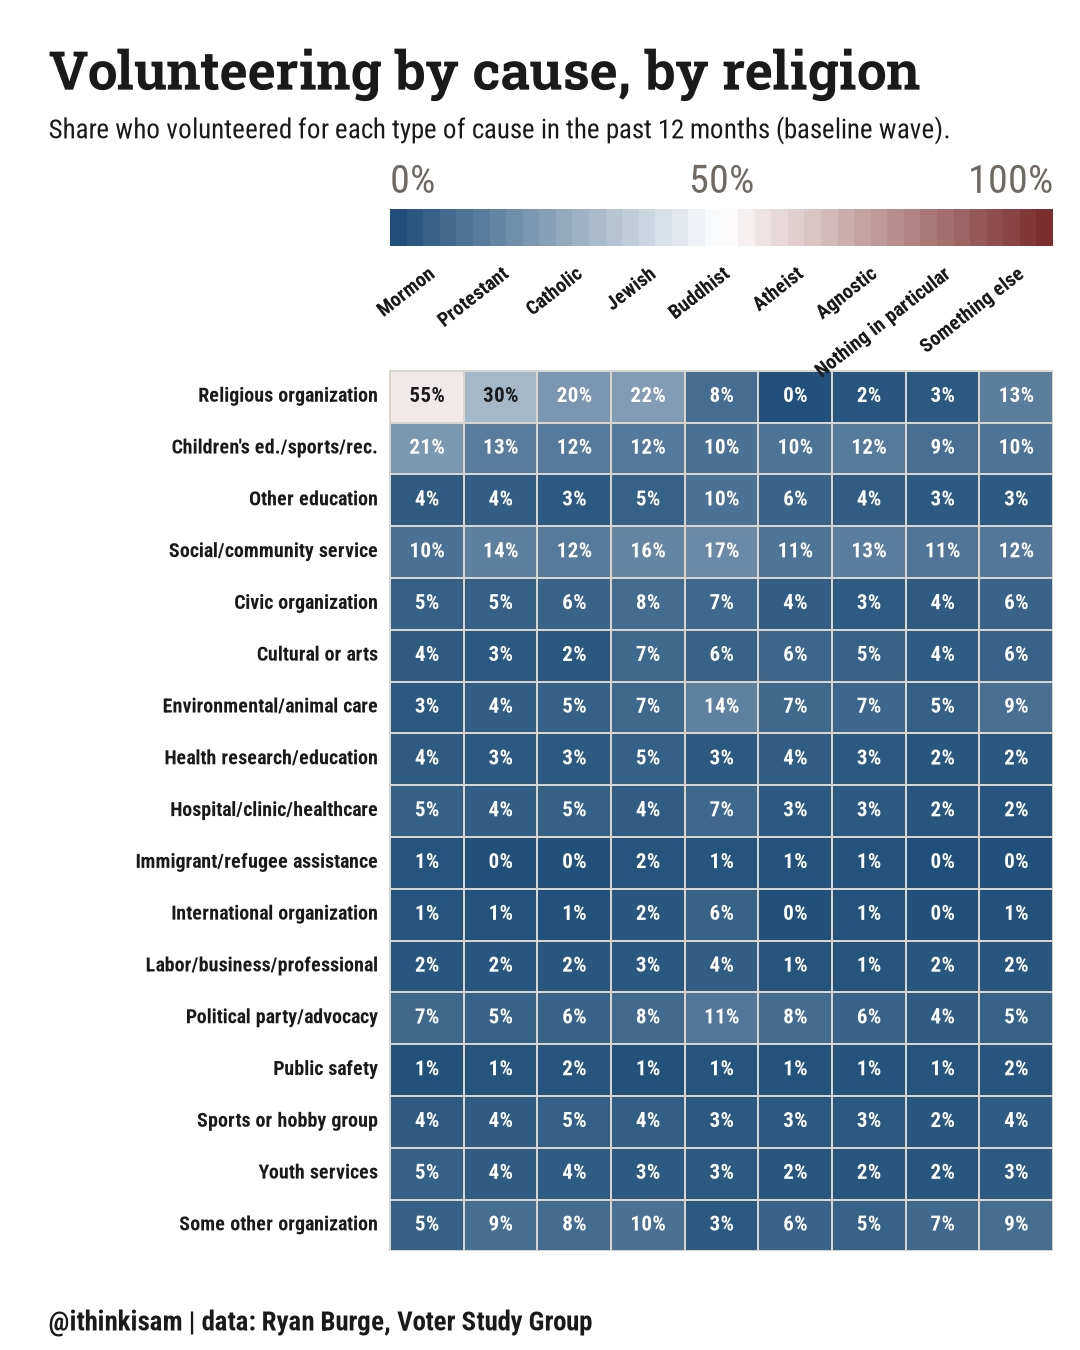 Volunteering by cause, by religion
Share who volunteered for each type of cause in the past 12 months (baseline wave).
0% 50% 100%
Mormon Protestant Catholic Jewish Buddhist Atheist Agnostic Nothing in particular Something else
Religious organization 55% 30% 20% 22% 8% 0% 2% 3% 13%
Children's ed./sports/rec. 21% 13% 12% 12% 10% 10% 12% 9% 10%
Other education 4% 4% 3% 5% 10% 6% 4% 3% 3%
Social/community service 10% 14% 12% 16% 17% 11% 13% 11% 12%
Civic organization 5% 5% 6% 8% 7% 4% 3% 4% 6%
Cultural or arts 4% 3% 2% 7% 6% 6% 5% 4% 6%
Environmental/animal care 3% 4% 5% 7% 14% 7% 7% 5% 9%
Health research/education 4% 3% 3% 5% 3% 4% 3% 2% 2%
Hospital/clinic/healthcare 5% 4% 5% 4% 7% 3% 3% 2% 2%
Immigrant/refugee assistance 1% 0% 0% 2% 1% 1% 1% 0% 0%
International organization 1% 1% 1% 2% 6% 0% 1% 0% 1%
Labor/business/professional 2% 2% 2% 3% 4% 1% 1% 2% 2%
Political party/advocacy 7% 5% 6% 8% 11% 8% 6% 4% 5%
Public safety 1% 1% 2% 1% 1% 1% 1% 1% 2%
Sports or hobby group 4% 4% 5% 4% 3% 3% 3% 2% 4%
Youth services 5% 4% 4% 3% 3% 2% 2% 2% 3%
Some other organization 5% 9% 8% 10% 3% 6% 5% 7% 9%
@ithinkisam | data: Ryan Burge, Voter Study Group